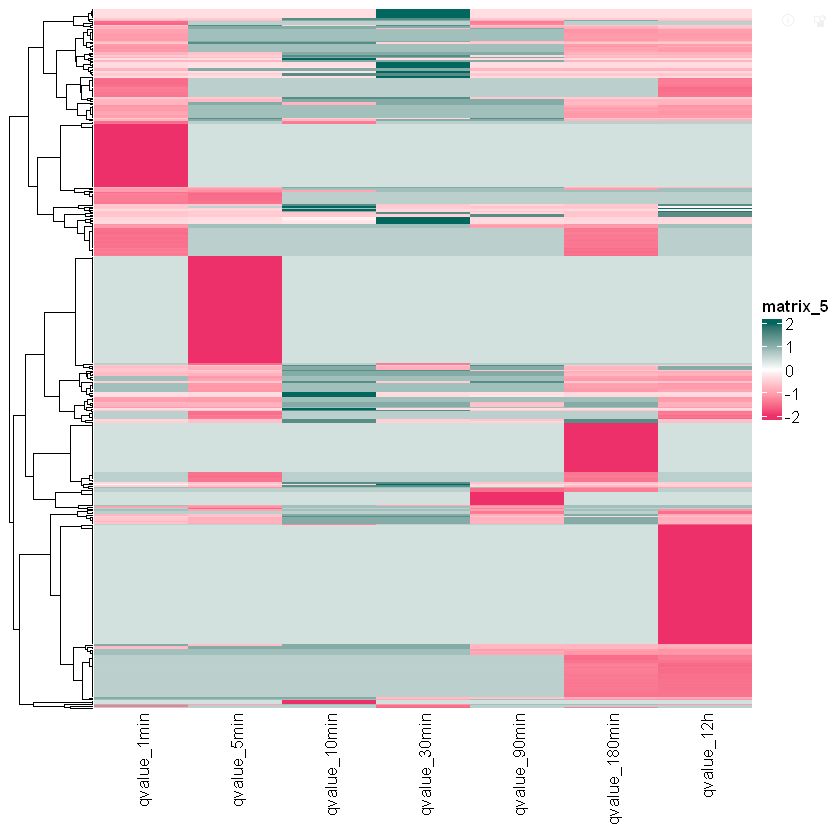 matrix_5
2
1
0
-1
-2
qvalue_1min
qvalue_5min
qvalue_10min
qvalue_30min
qvalue_90min
qvalue_180min
qvalue_12h